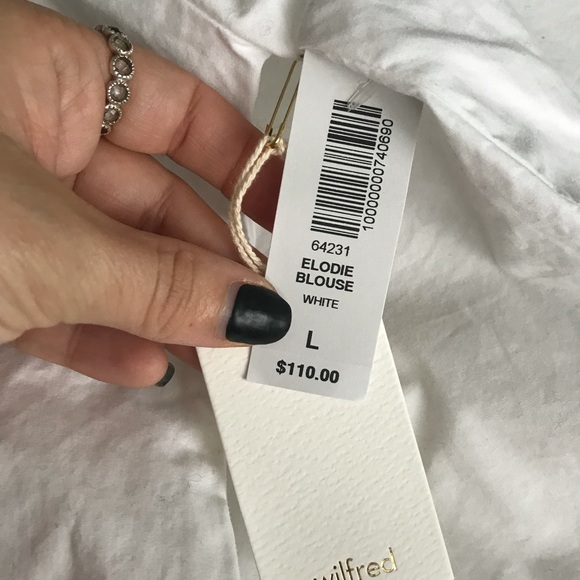 10000000740690
64231
ELODIE
BLOUSE
WHITE
L
$110.00
wilfred